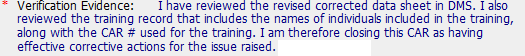 * Verification Evidence: I have reviewed the revised corrected data sheet in DMS. I also
reviewed the training record that includes the names of individuals included in the training,
along with the CAR # used for the training. I am therefore closing this CAR as having
effective corrective actions for the issue raised.